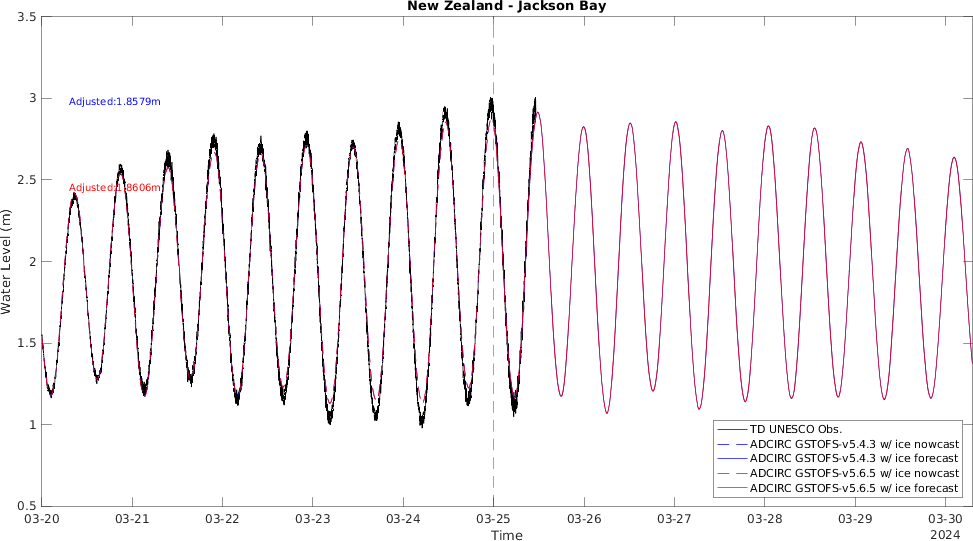 New Zealand - Jackson Bay
3.5
3
2.5
2
1.5
1
0.5
Water Level (m)
Adjusted:1.8579m
Adjusted:1.8606m
TD UNESCO Obs.
ADCIRC GSTOFS-v5.4.3 w/ ice nowcast
ADCIRC GSTOFS-v5.4.3 w/ ice forecast
ADCIRC GSTOFS-v5.6.5 w/ ice nowcast
ADCIRC GSTOFS-v5.6.5 w/ ice forecast
03-20 03-21 03-22 03-23 03-24 03-25 03-26 03-27 03-28 03-29 03-30
Time
2024